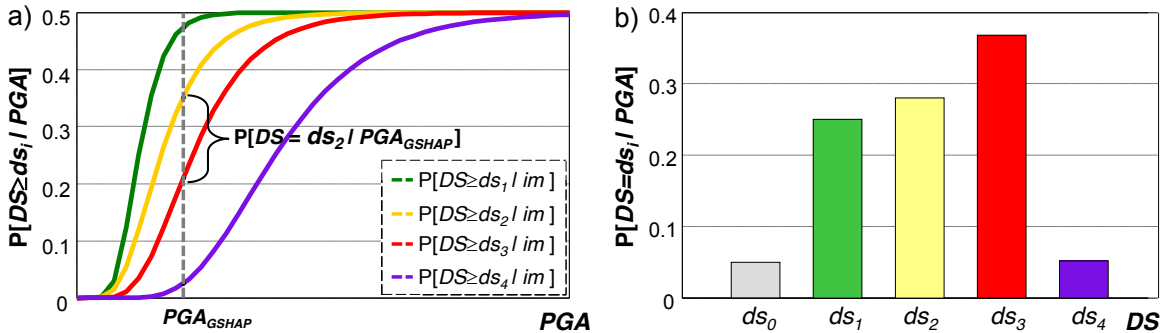 a)
P[DS≥dsᵢ / PGA]
0.5
0.4
0.3
0.2
0.1
0
P[DS = ds₂ / PGA_GSHAP]
P[DS≥ds₁ / im ]
P[DS≥ds₂ / im ]
P[DS≥ds₃ / im ]
P[DS≥ds₄ / im ]
PGA_GSHAP
PGA
b)
P[DS=dsᵢ / PGA]
0.4
0.3
0.2
0.1
0
ds₀ ds₁ ds₂ ds₃ ds₄ DS